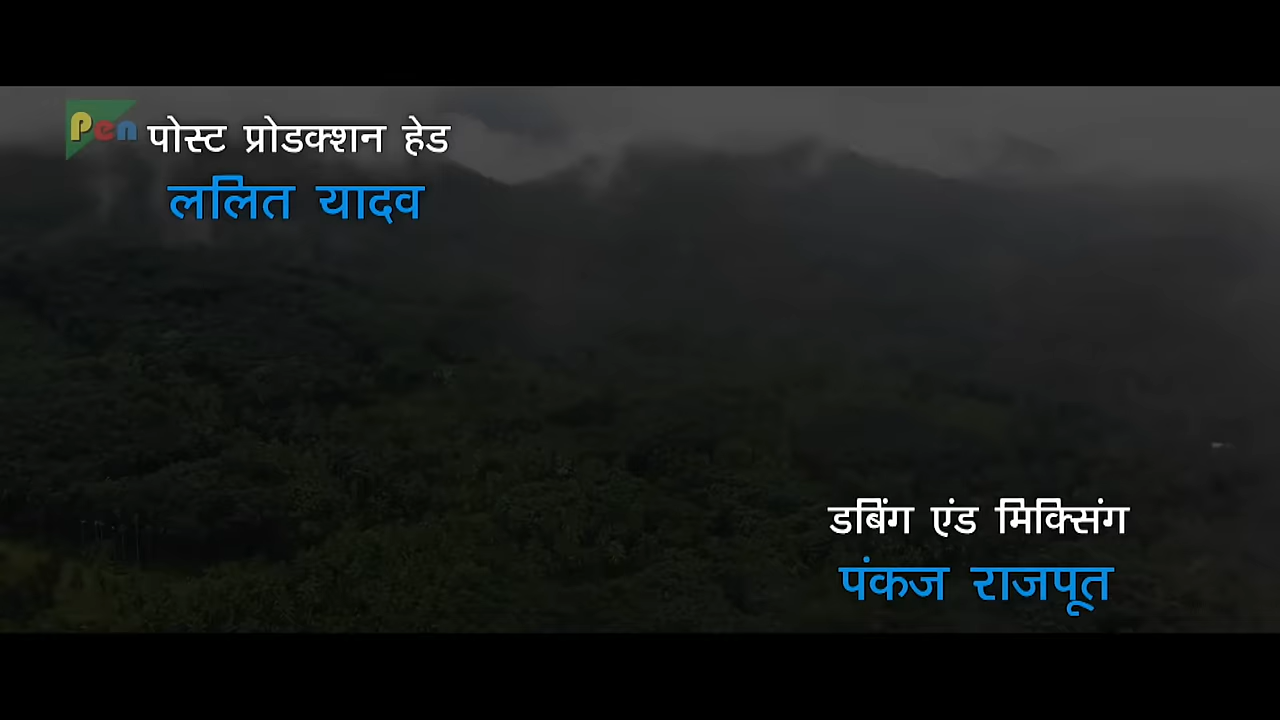 Pen
पोस्ट प्रोडक्शन हेड
ललित यादव
डबिंग एंड मिक्सिंग
पंकज राजपूत